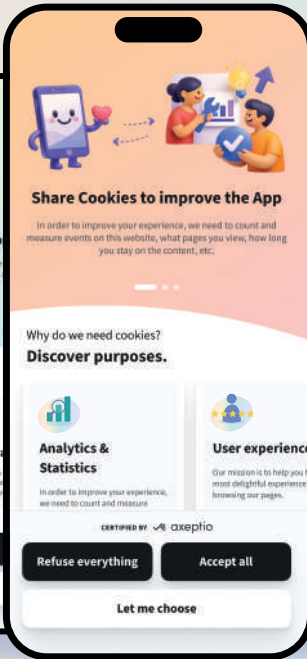 Share Cookies to improve the App
In order to improve your experience, we need to count and
measure events on this website, what pages you view, how long
you stay on the content, etc.
Why do we need cookies?
Discover purposes.
Analytics &
Statistics
In order to improve your experience,
we need to count and measure
User experience
Our mission is to help you
most delightful experience
browsing our pages.
CERTIFIED BY axeptio
Refuse everything
Accept all
Let me choose